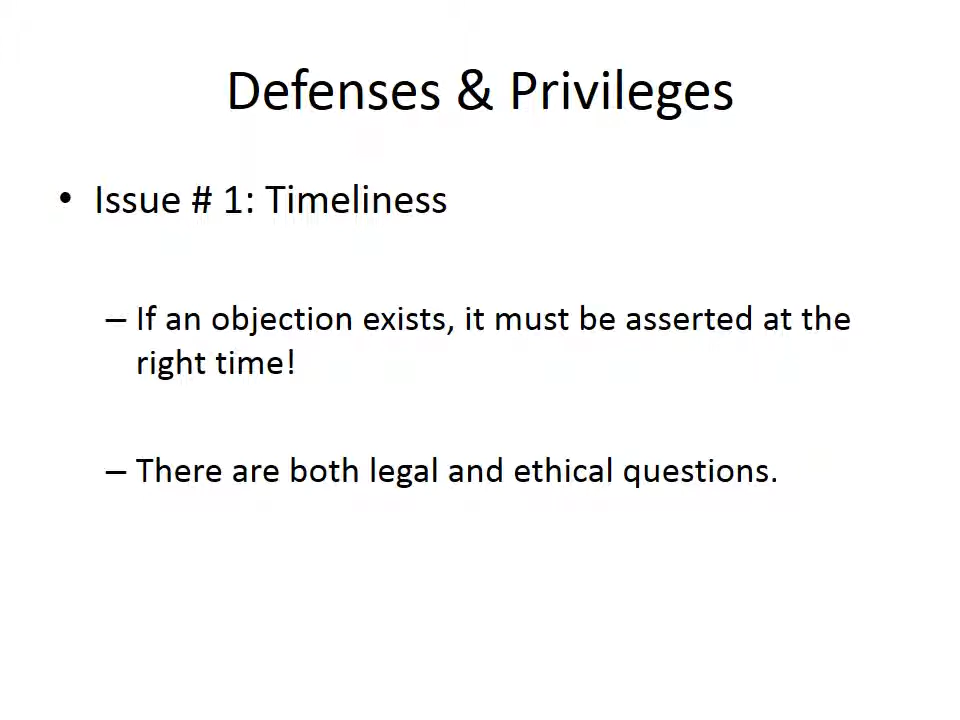 Defenses & Privileges
• Issue # 1: Timeliness
– If an objection exists, it must be asserted at the
right time!
– There are both legal and ethical questions.